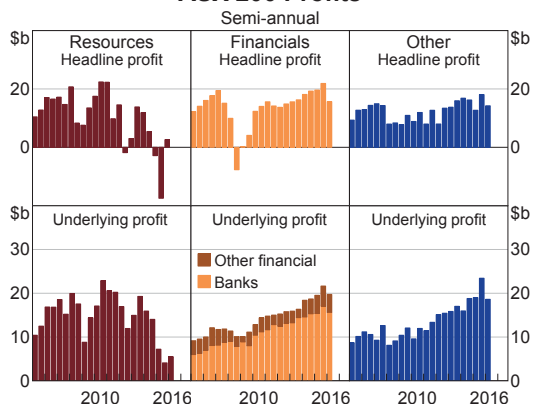 ASX 200 Profits
Semi-annual
$b
$b
Resources
Headline profit
Financials
Headline profit
Other
Headline profit
20
20
0
0
$b
$b
Underlying profit
Underlying profit
Underlying profit
30
30
Other financial
Banks
20
20
10
10
0
0
2010
2016
2010
2016
2010
2016